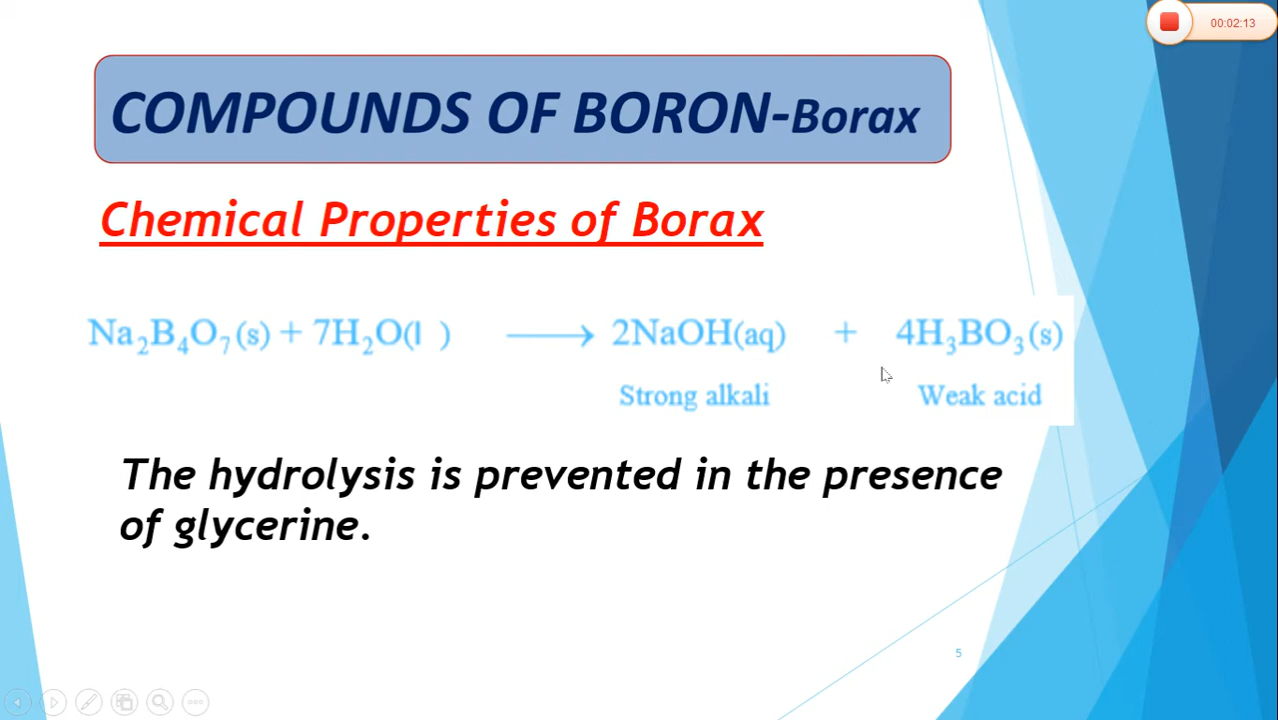 00:02:13
COMPOUNDS OF BORON-Borax
Chemical Properties of Borax
Na₂B₄O₇(s) + 7H₂O(l ) ⟶ 2NaOH(aq) + 4H₃BO₃(s)
Strong alkali Weak acid
The hydrolysis is prevented in the presence
of glycerine.
5